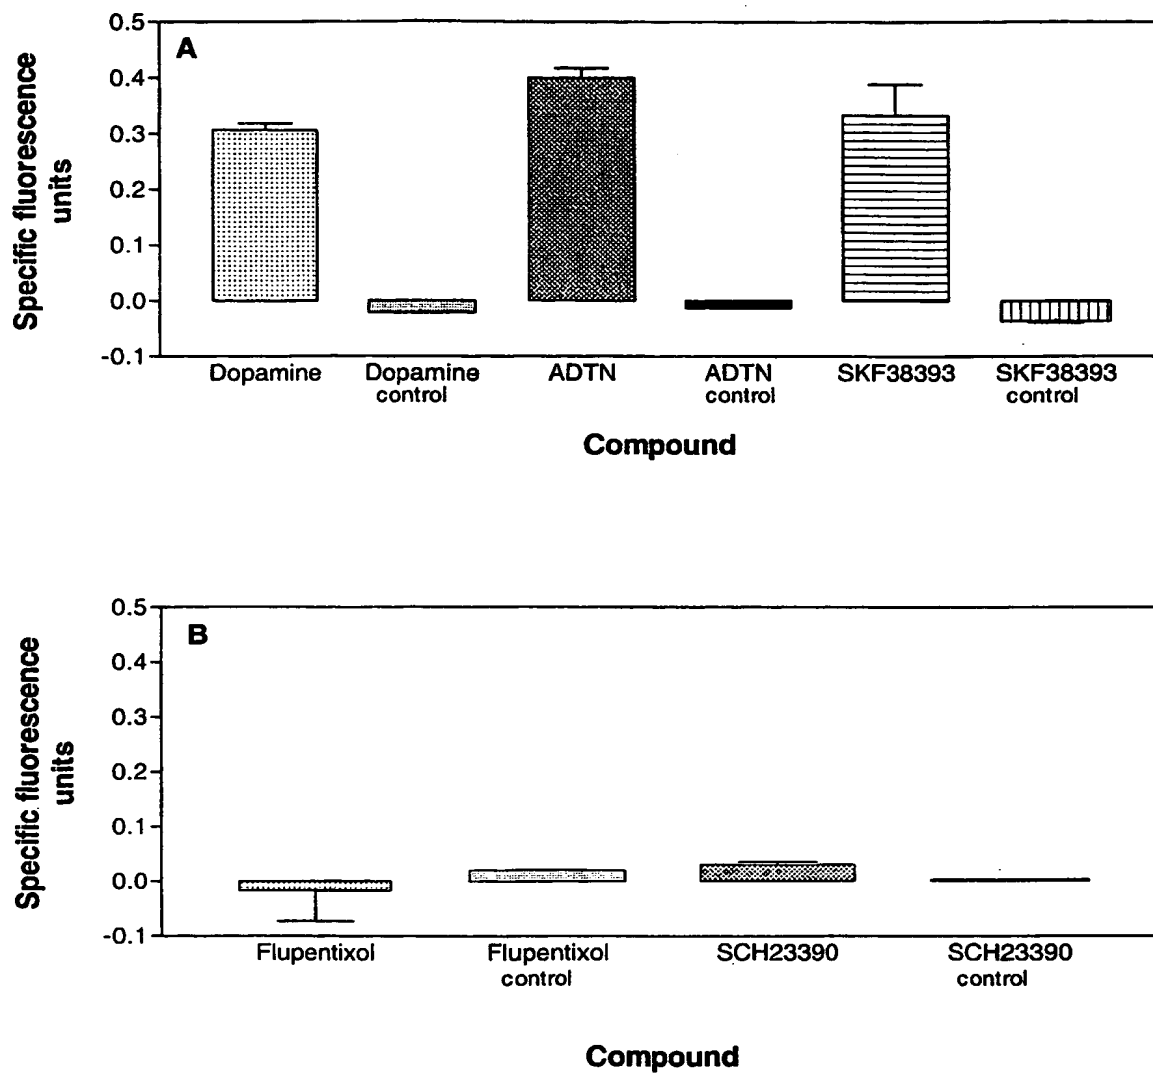 A
Specific fluorescence
units
0.5
0.4
0.3
0.2
0.1
0.0
-0.1
Dopamine Dopamine ADTN ADTN SKF38393 SKF38393
control control control
Compound
B
Specific fluorescence
units
0.5
0.4
0.3
0.2
0.1
0.0
-0.1
Flupentixol Flupentixol SCH23390 SCH23390
control control
Compound